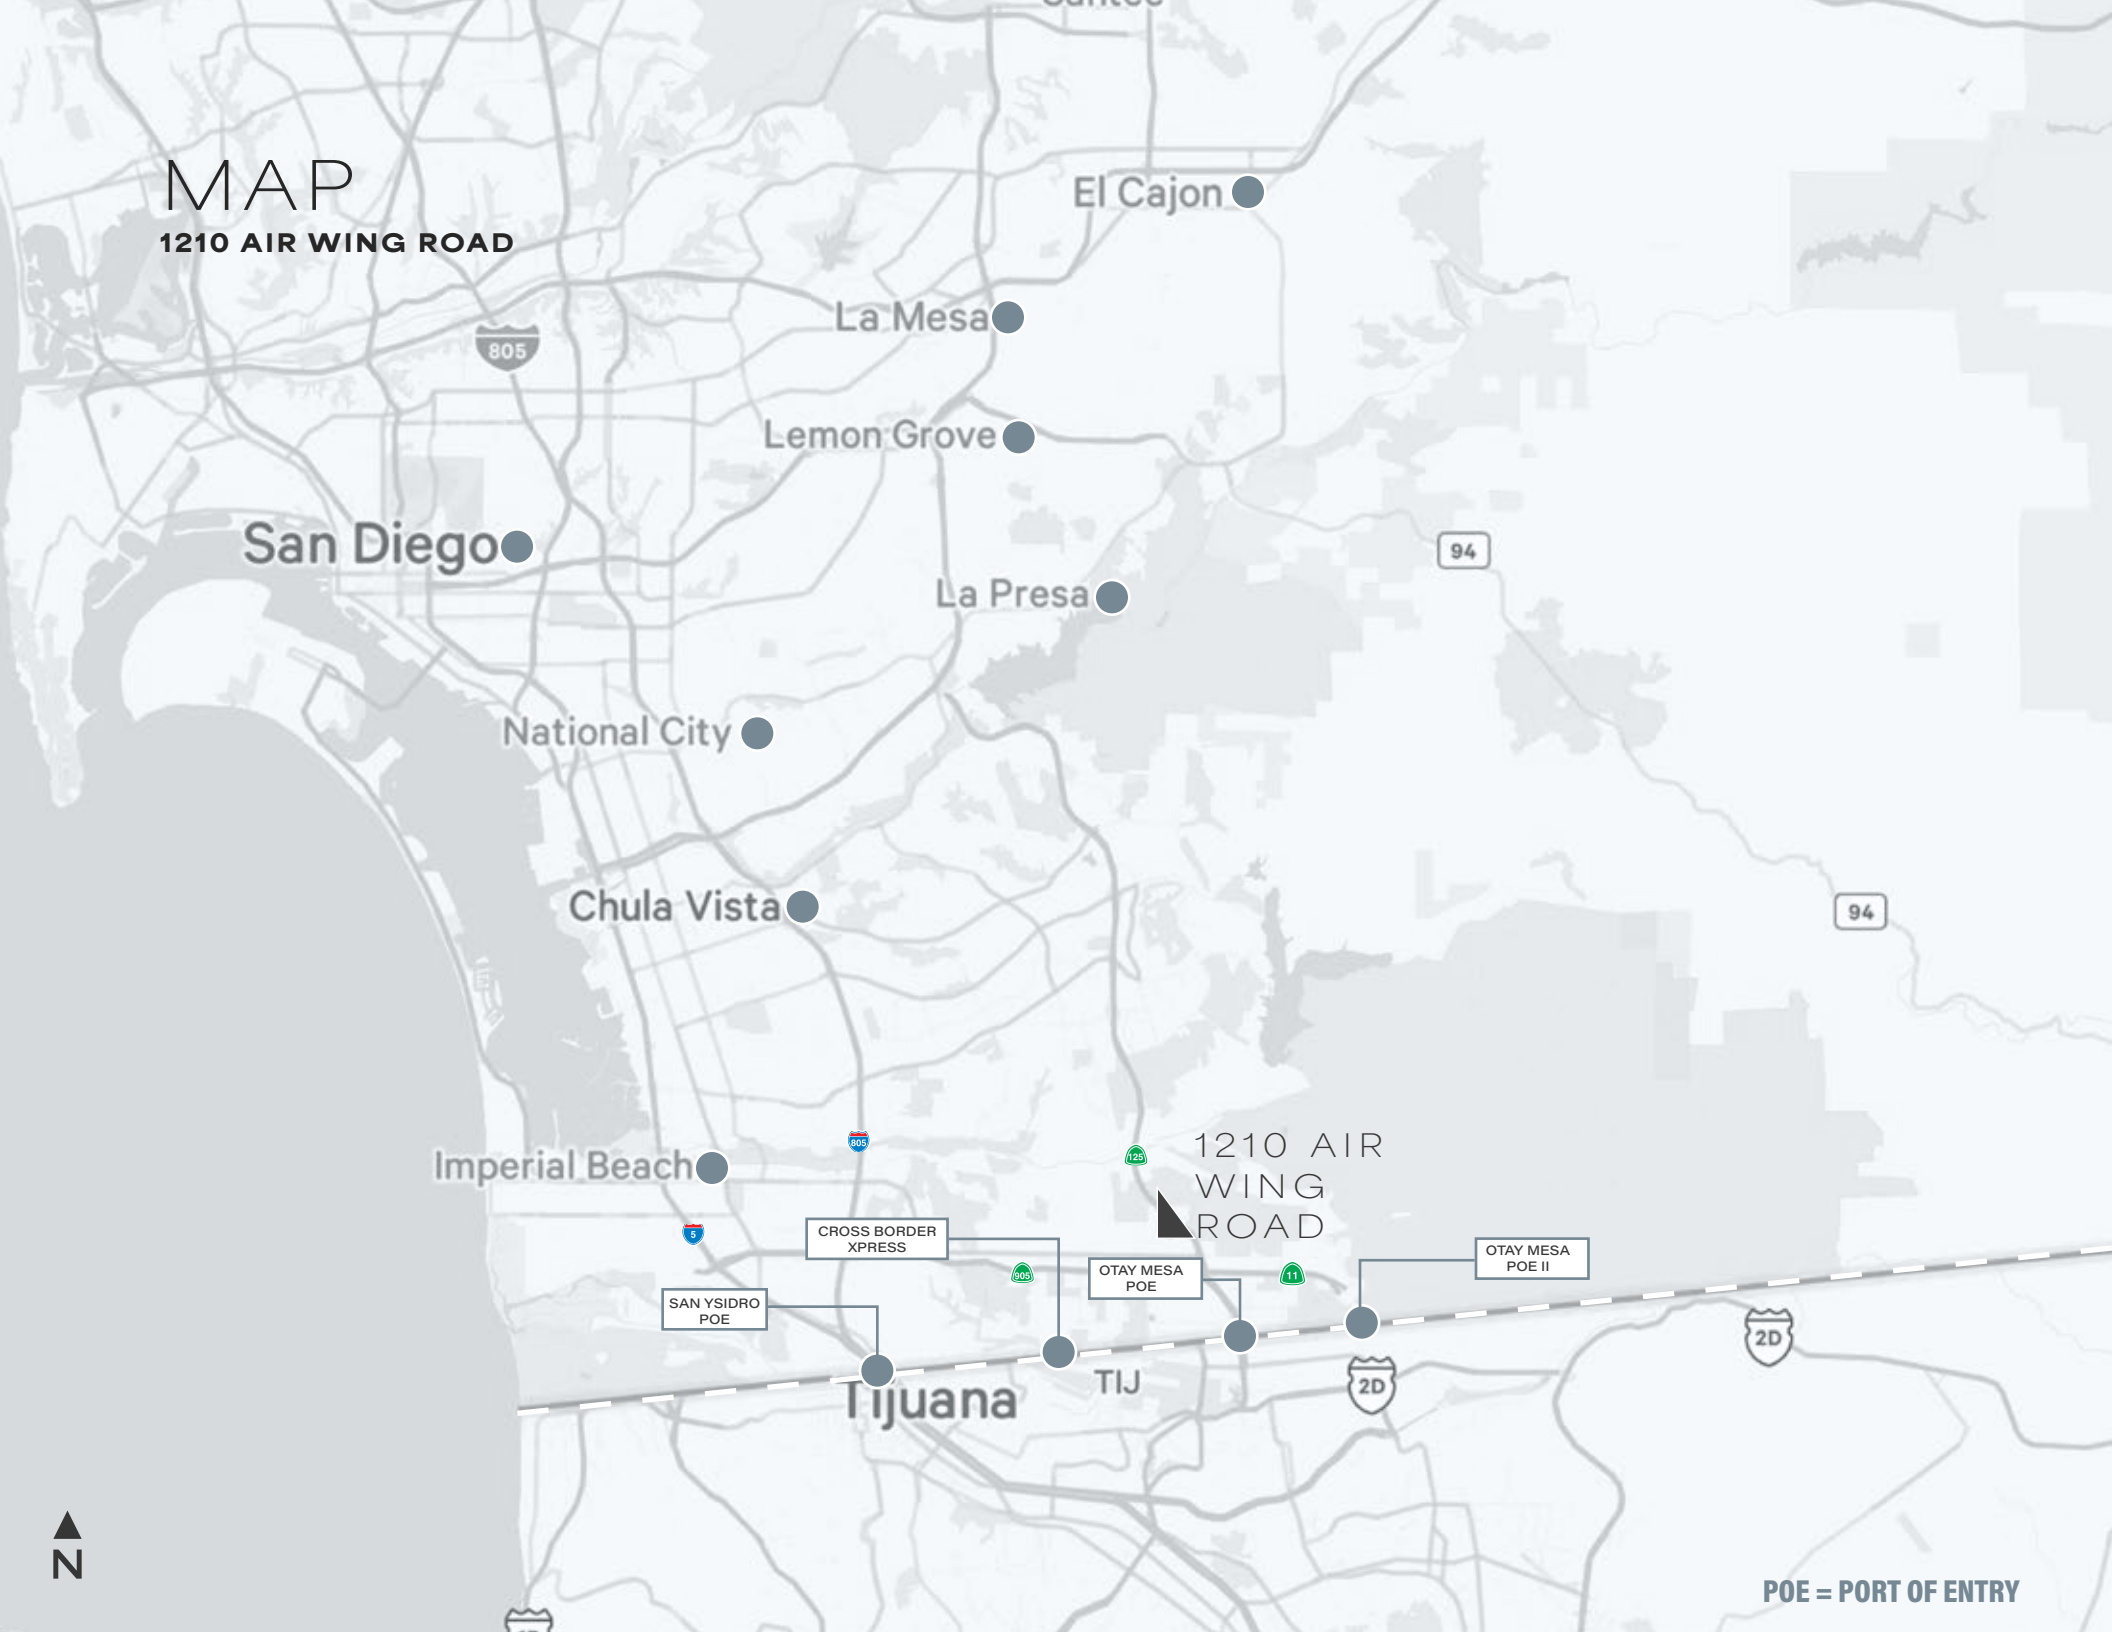 Santee
MAP
1210 AIR WING ROAD
El Cajon
La Mesa
805
Lemon Grove
San Diego
94
La Presa
National City
Chula Vista
94
805
125
1210 AIR
WING
ROAD
Imperial Beach
5
CROSS BORDER
XPRESS
905
OTAY MESA
POE
11
OTAY MESA
POE II
SAN YSIDRO
POE
2D
Tijuana
TIJ
2D
N
POE = PORT OF ENTRY